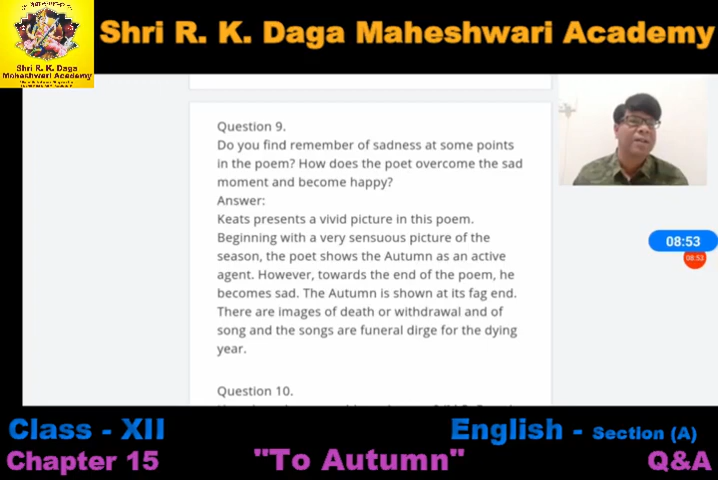 Shri R. K. Daga Maheshwari Academy
Shri R. K. Daga
Maheshwari Academy
Question 9.
Do you find remember of sadness at some points
in the poem? How does the poet overcome the sad
moment and become happy?
Answer:
Keats presents a vivid picture in this poem.
Beginning with a very sensuous picture of the
season, the poet shows the Autumn as an active
agent. However, towards the end of the poem, he
becomes sad. The Autumn is shown at its fag end.
There are images of death or withdrawal and of
song and the songs are funeral dirge for the dying
year.
Question 10.
08:53
08:53
Class - XII
English - Section (A)
Chapter 15
"To Autumn"
Q&A